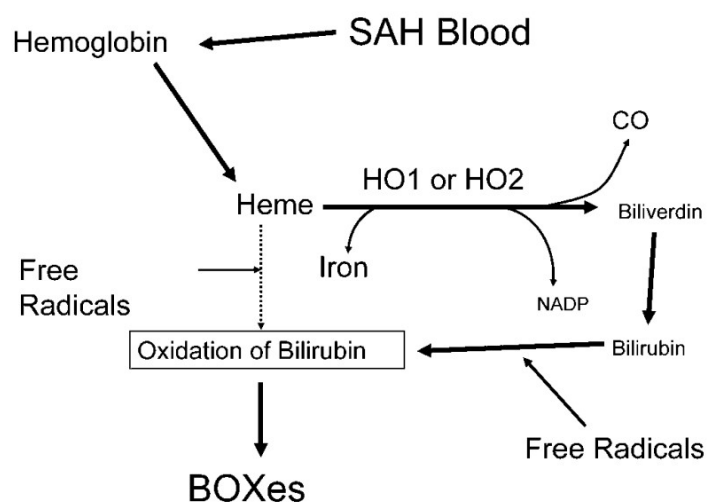 SAH Blood
Hemoglobin
CO
HO1 or HO2
Heme
Biliverdin
Iron
Free
Radicals
NADP
Oxidation of Bilirubin
Bilirubin
Free Radicals
BOXes